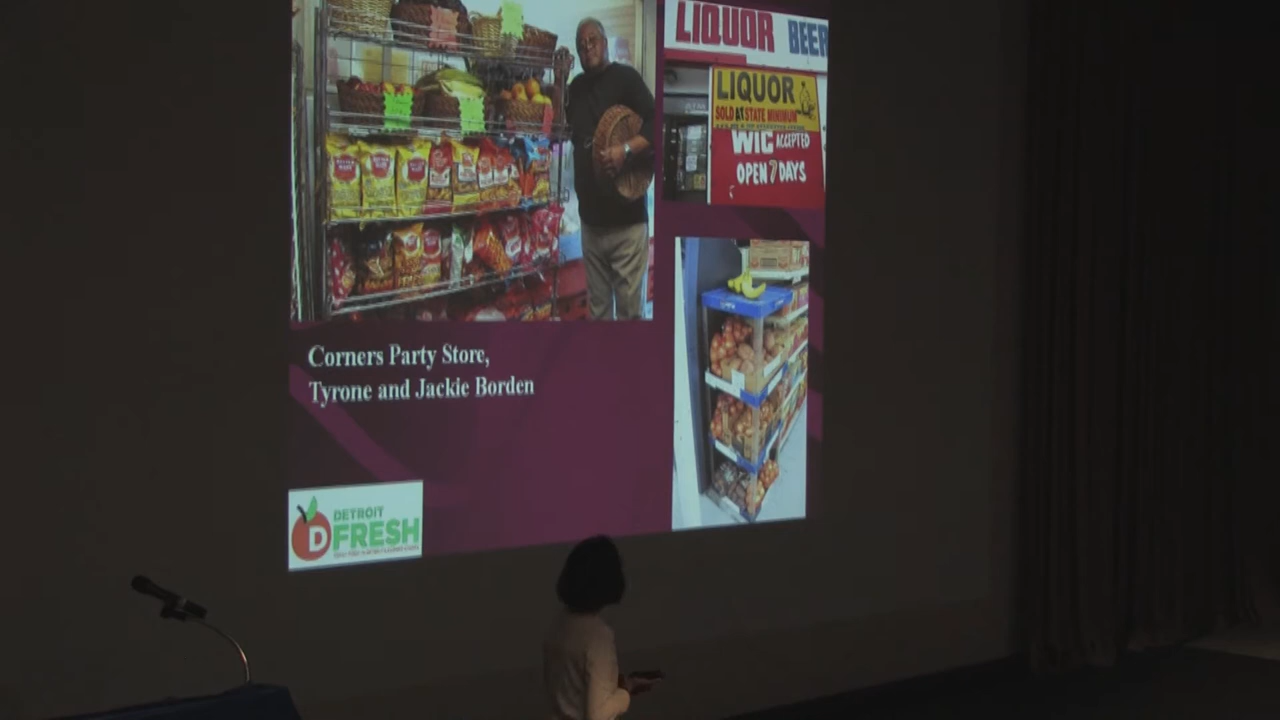 LIQUOR BEER
LIQUOR
SOLD AT STATE MINIMUM
WIC ACCEPTED
OPEN 7 DAYS
Corners Party Store,
Tyrone and Jackie Borden
D
DETROIT
FRESH